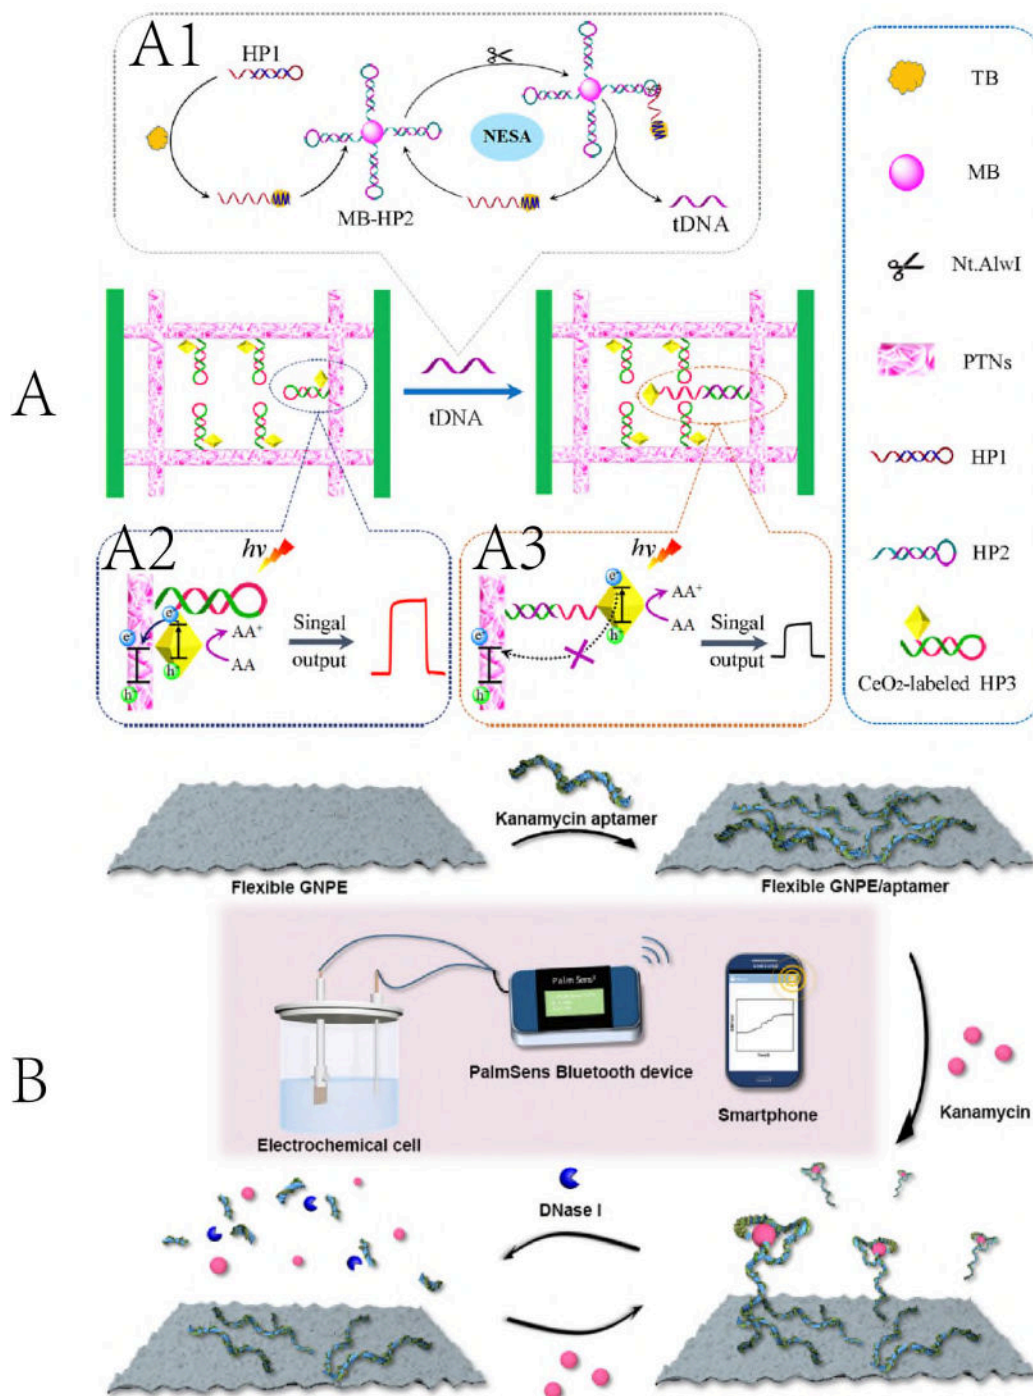 A1
HP1
NESA
MB-HP2
tDNA
TB
MB
Nt.AlwI
PTNs
HP1
HP2
CeO₂-labeled HP3
A
tDNA
A2
hν
e⁻
e⁻
h⁺
h⁺
AA⁺
AA
Singal
output
A3
hν
e⁻
e⁻
h⁺
h⁺
AA⁺
AA
Singal
output
Kanamycin aptamer
Flexible GNPE
Flexible GNPE/aptamer
B
Palm Sens³
PalmSens Bluetooth device
Smartphone
Electrochemical cell
Kanamycin
DNase I